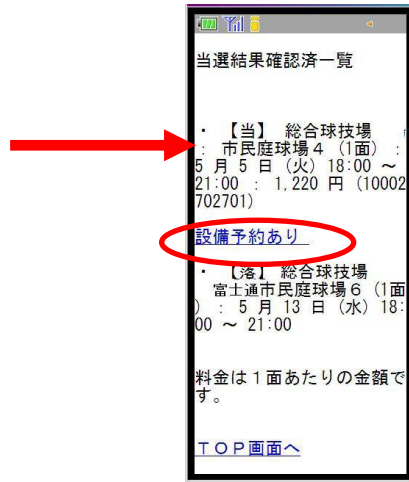 当選結果確認済一覧
・ 【当】 総合球技場
: 市民庭球場4 (1面) :
5 月 5 日 (火) 18:00 ~
21:00 : 1,220 円 (10002
702701)
設備予約あり
・ 【落】 総合球技場
富士通市民庭球場6 (1面
) : 5 月 13 日 (水) 18:
00 ~ 21:00
料金は1面あたりの金額で
す。
TOP画面へ